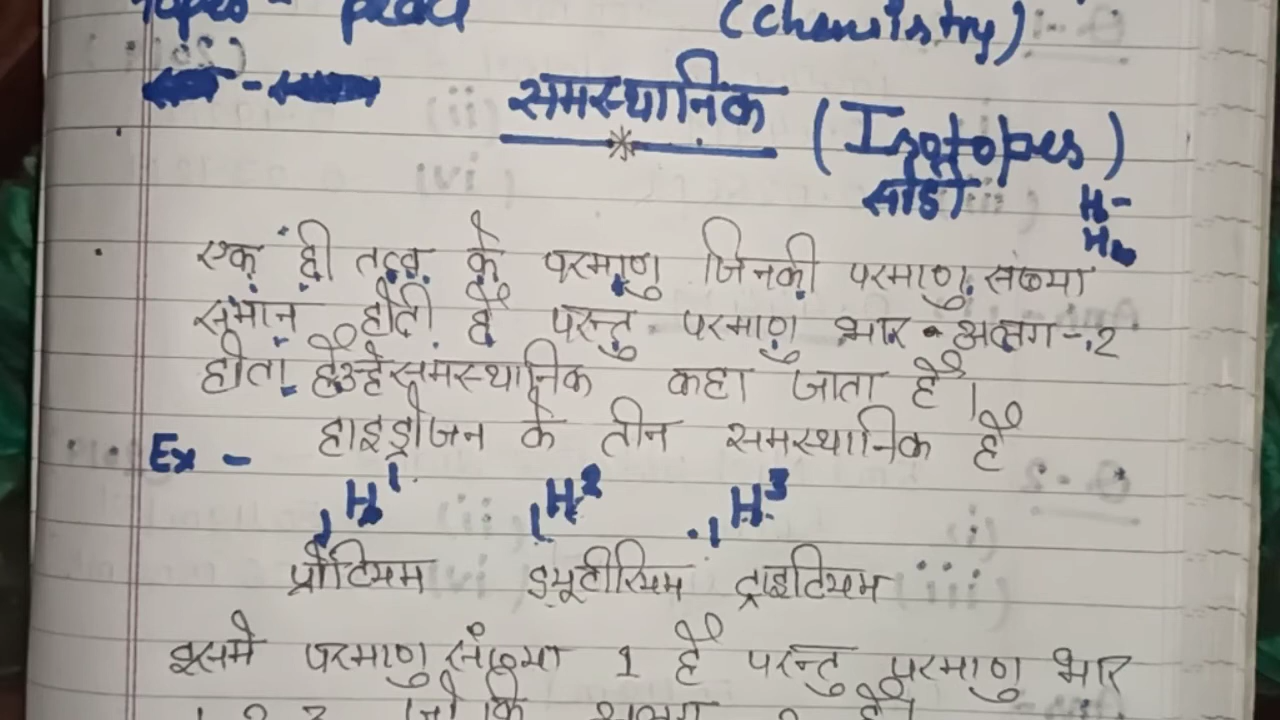 (Chemistry)
समस्थानिक (Isotopes)
H-
एक ही तत्व के परमाणु जिनकी परमाणु संख्या
समान होती है परन्तु परमाणु भार अलग-2
होता है उन्हे समस्थानिक कहा जाता है।
Ex - हाइड्रोजन के तीन समस्थानिक है
₁H¹ ₁H² ₁H³
प्रोटियम ड्यूटीरियम ट्राइटियम
इसमे परमाणु संख्या 1 है परन्तु परमाणु भार